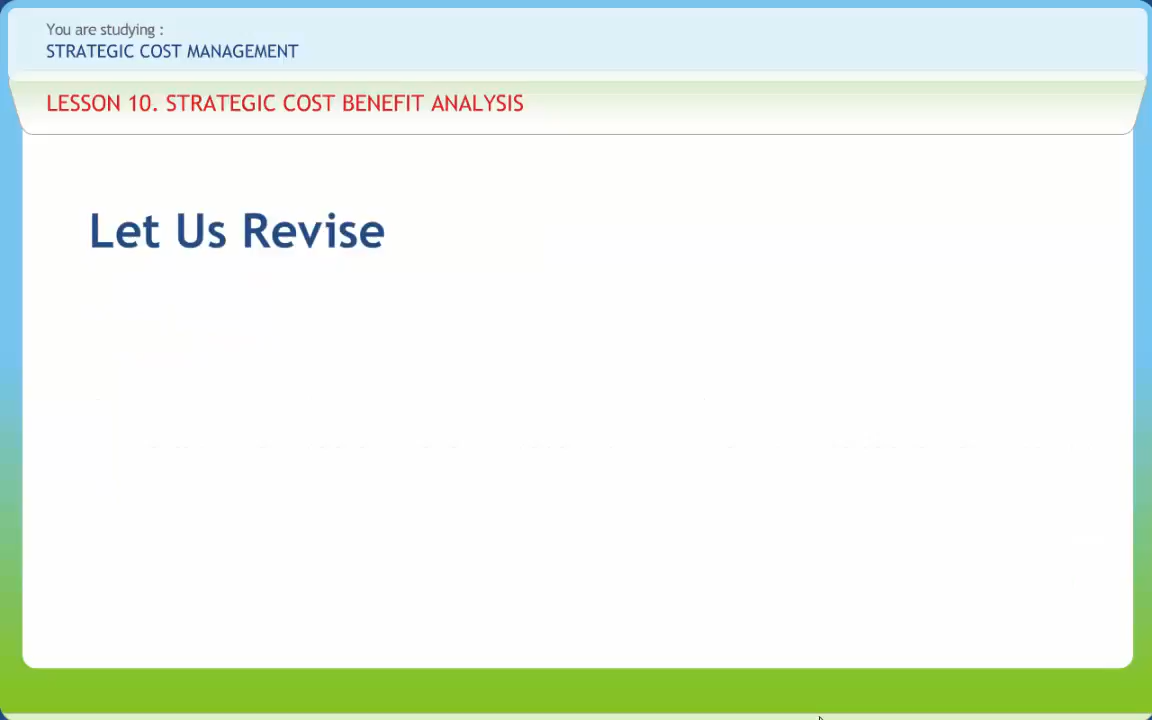 You are studying :
STRATEGIC COST MANAGEMENT
LESSON 10. STRATEGIC COST BENEFIT ANALYSIS
Let Us Revise